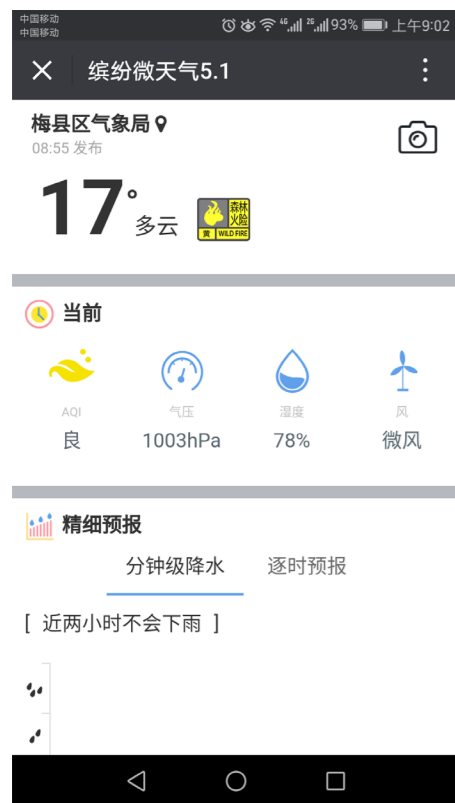 中国移动
中国移动
46 26 93% 上午9:02
缤纷微天气5.1
梅县区气象局
08:55 发布
17°
多云
森林
火险
黄 WILD FIRE
当前
AQI 气压 湿度 风
良 1003hPa 78% 微风
精细预报
分钟级降水 逐时预报
[ 近两小时不会下雨 ]